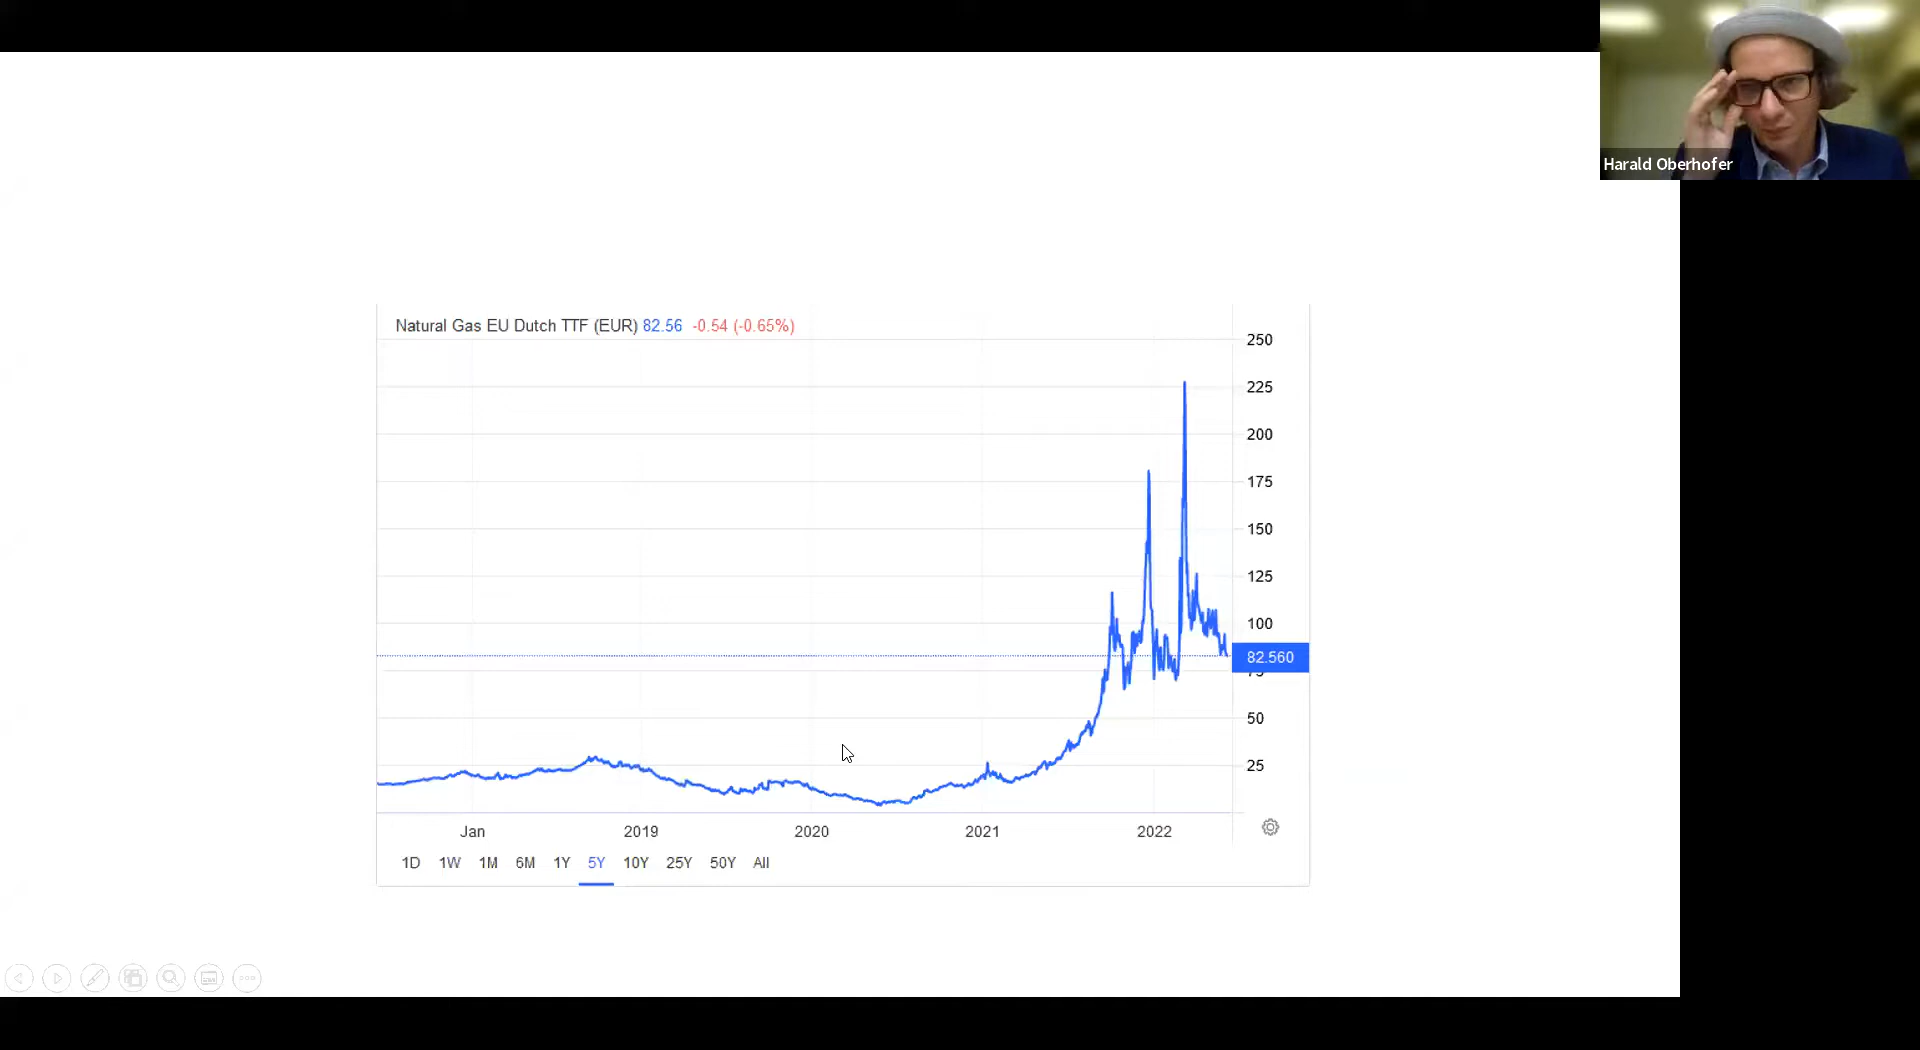 Harald Oberhofer
Natural Gas EU Dutch TTF (EUR) 82.56 -0.54 (-0.65%)
250
225
200
175
150
125
100
82.560
75
50
25
Jan 2019 2020 2021 2022
1D 1W 1M 6M 1Y 5Y 10Y 25Y 50Y All